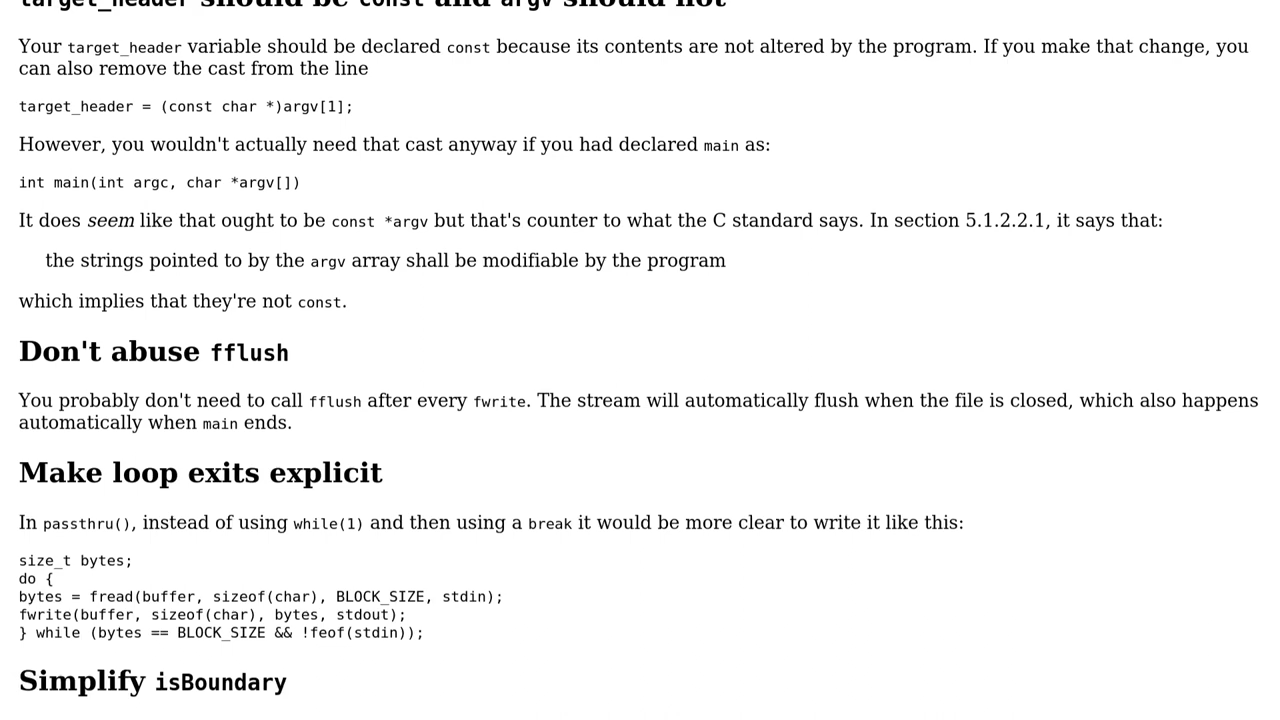 target_header should be const and argv should not
Your target_header variable should be declared const because its contents are not altered by the program. If you make that change, you
can also remove the cast from the line
target_header = (const char *)argv[1];
However, you wouldn't actually need that cast anyway if you had declared main as:
int main(int argc, char *argv[])
It does seem like that ought to be const *argv but that's counter to what the C standard says. In section 5.1.2.2.1, it says that:
the strings pointed to by the argv array shall be modifiable by the program
which implies that they're not const.
Don't abuse fflush
You probably don't need to call fflush after every fwrite. The stream will automatically flush when the file is closed, which also happens
automatically when main ends.
Make loop exits explicit
In passthru(), instead of using while(1) and then using a break it would be more clear to write it like this:
size_t bytes;
do {
bytes = fread(buffer, sizeof(char), BLOCK_SIZE, stdin);
fwrite(buffer, sizeof(char), bytes, stdout);
} while (bytes == BLOCK_SIZE && !feof(stdin));
Simplify isBoundary